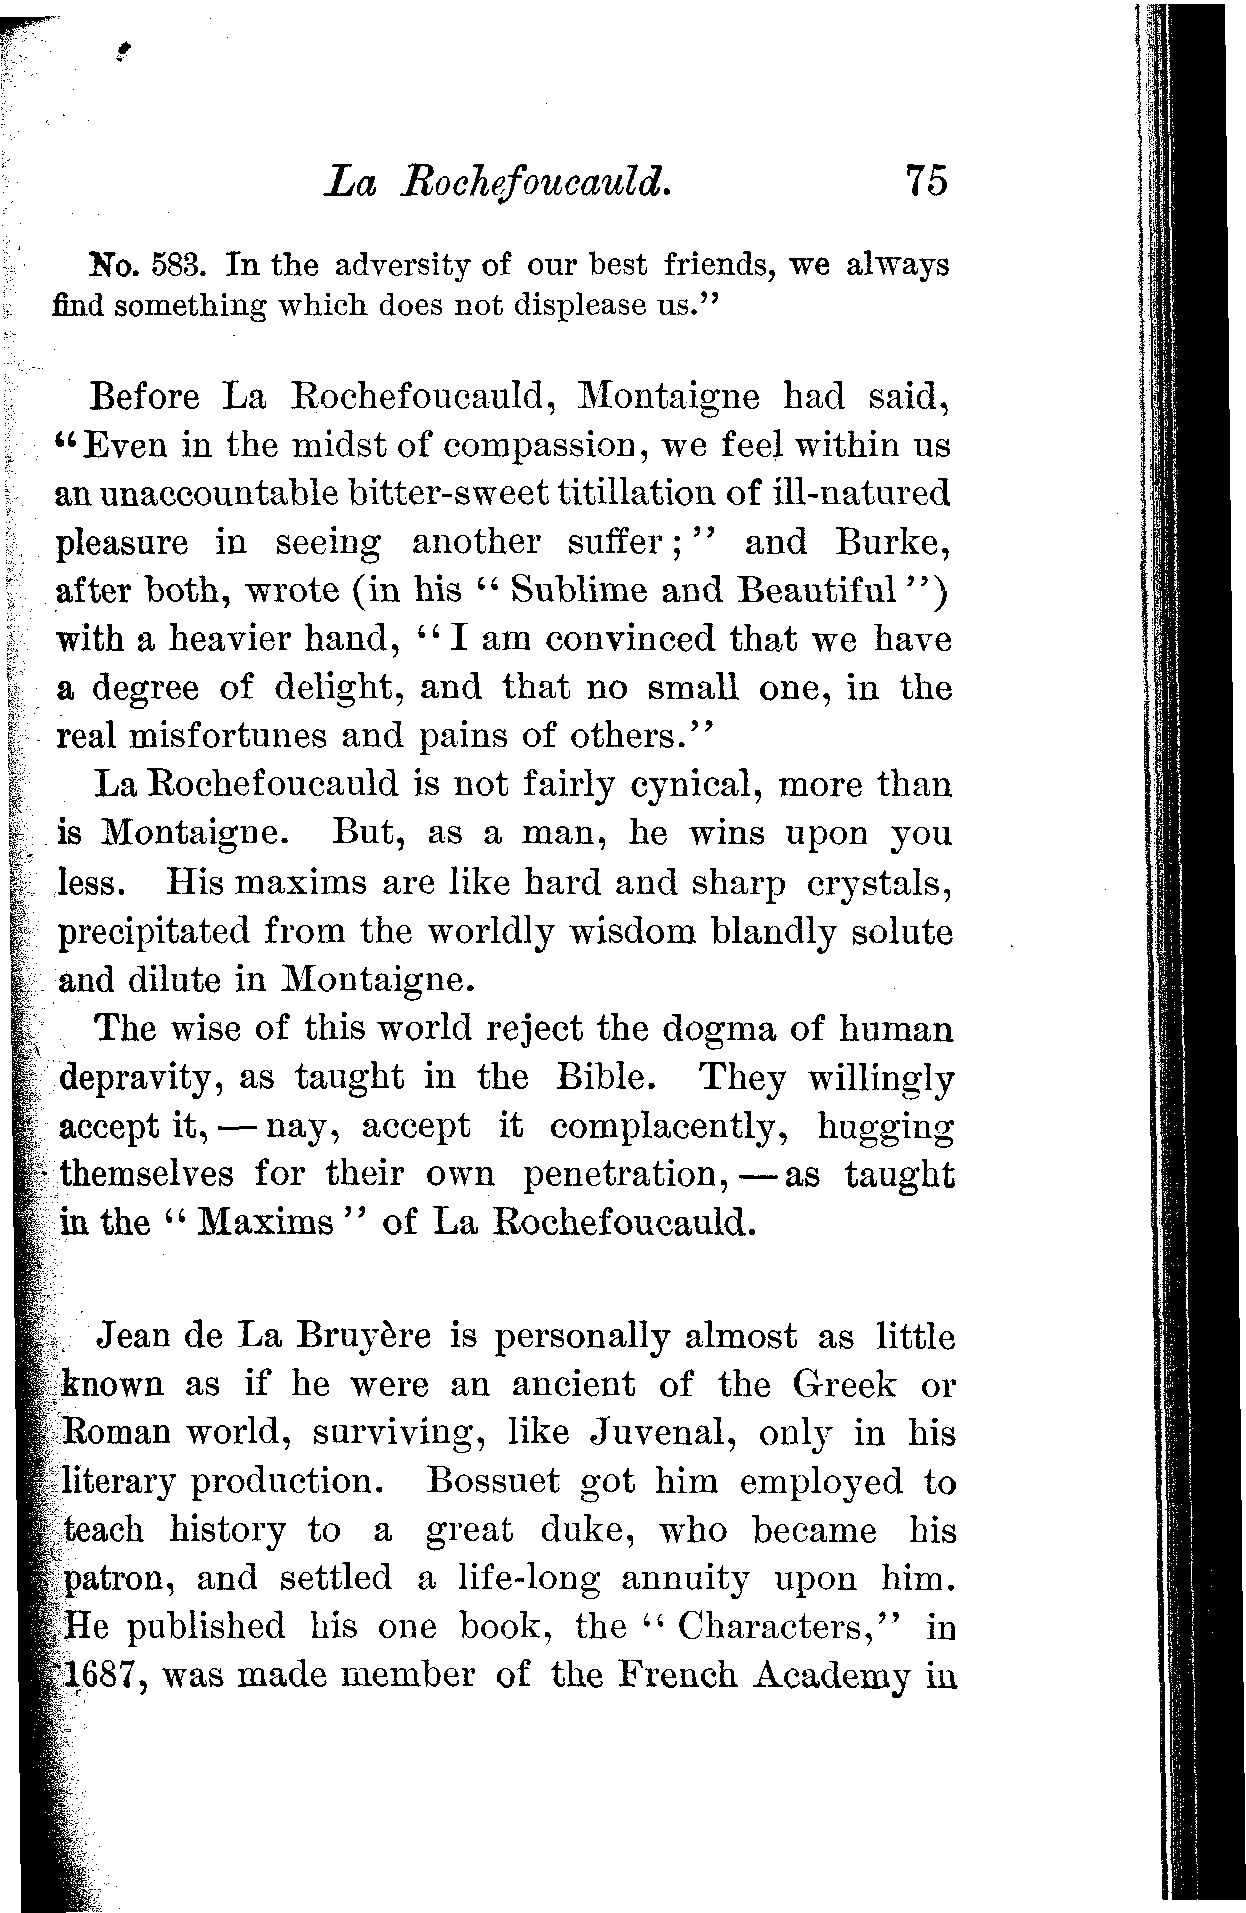 La Rochefoucauld. 75
No. 583. In the adversity of our best friends, we always
find something which does not displease us.”
Before La Rochefoucauld, Montaigne had said,
“Even in the midst of compassion, we feel within us
an unaccountable bitter-sweet titillation of ill-natured
pleasure in seeing another suffer;” and Burke,
after both, wrote (in his “Sublime and Beautiful”)
with a heavier hand, “I am convinced that we have
a degree of delight, and that no small one, in the
real misfortunes and pains of others.”
La Rochefoucauld is not fairly cynical, more than
is Montaigne. But, as a man, he wins upon you
less. His maxims are like hard and sharp crystals,
precipitated from the worldly wisdom blandly solute
and dilute in Montaigne.
The wise of this world reject the dogma of human
depravity, as taught in the Bible. They willingly
accept it, — nay, accept it complacently, hugging
themselves for their own penetration, — as taught
in the “Maxims” of La Rochefoucauld.
Jean de La Bruyère is personally almost as little
known as if he were an ancient of the Greek or
Roman world, surviving, like Juvenal, only in his
literary production. Bossuet got him employed to
teach history to a great duke, who became his
patron, and settled a life-long annuity upon him.
He published his one book, the “Characters,” in
1687, was made member of the French Academy in